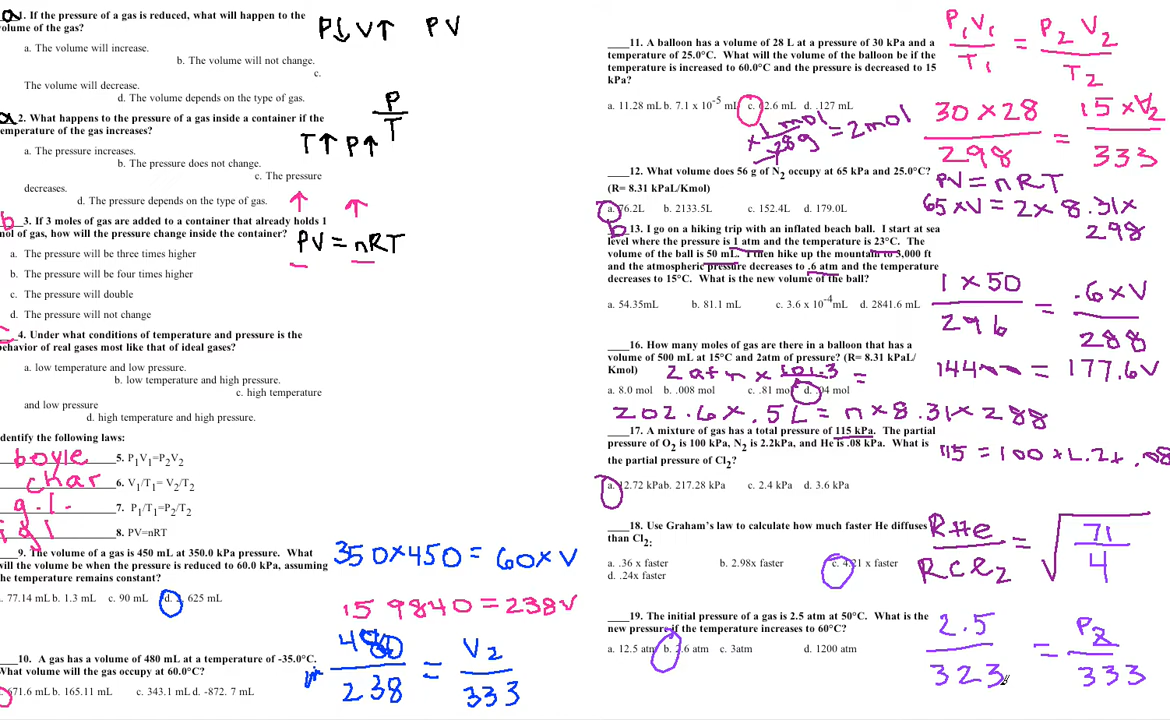 a 1. If the pressure of a gas is reduced, what will happen to the
volume of the gas?
P↓ V↑ PV
a. The volume will increase.
b. The volume will not change.
c.
The volume will decrease.
d. The volume depends on the type of gas.
a 2. What happens to the pressure of a gas inside a container if the
temperature of the gas increases?
P
T
T↑ P↑
a. The pressure increases.
b. The pressure does not change.
c. The pressure
decreases.
d. The pressure depends on the type of gas.
b 3. If 3 moles of gas are added to a container that already holds 1
mol of gas, how will the pressure change inside the container?
↑ ↑
PV = nRT
a. The pressure will be three times higher
b. The pressure will be four times higher
c. The pressure will double
d. The pressure will not change
c 4. Under what conditions of temperature and pressure is the
behavior of real gases most like that of ideal gases?
a. low temperature and low pressure.
b. low temperature and high pressure.
c. high temperature
and low pressure
d. high temperature and high pressure.
dentify the following laws:
boyle 5. P1V1=P2V2
char 6. V1/T1= V2/T2
g.l. 7. P1/T1=P2/T2
igl 8. PV=nRT
9. The volume of a gas is 450 mL at 350.0 kPa pressure. What
will the volume be when the pressure is reduced to 60.0 kPa, assuming
the temperature remains constant?
350×450 = 60×V
. 77.14 mL b. 1.3 mL c. 90 mL d. 625 mL
159840 = 238V
10. A gas has a volume of 480 mL at a temperature of -35.0°C.
What volume will the gas occupy at 60.0°C?
480 = V2
238 333
671.6 mL b. 165.11 mL c. 343.1 mL d. -872. 7 mL
11. A balloon has a volume of 28 L at a pressure of 30 kPa and a
temperature of 25.0°C. What will the volume of the balloon be if the
temperature is increased to 60.0°C and the pressure is decreased to 15
kPa?
P1V1 = P2V2
T1 T2
a. 11.28 mL b. 7.1 x 10-5 mL c. 62.6 mL d. .127 mL
30×28 = 15×V2
298 333
× 1mol = 2mol
28g
12. What volume does 56 g of N2 occupy at 65 kPa and 25.0°C?
(R= 8.31 kPaL/Kmol)
PV = nRT
65×V = 2×8.31×
298
a. 76.2L b. 2133.5L c. 152.4L d. 179.0L
b 13. I go on a hiking trip with an inflated beach ball. I start at sea
level where the pressure is 1 atm and the temperature is 23°C. The
volume of the ball is 50 mL. Then hike up the mountain to 3,000 ft
and the atmospheric pressure decreases to .6 atm and the temperature
decreases to 15°C. What is the new volume of the ball?
a. 54.35mL b. 81.1 mL c. 3.6 x 10-4mL d. 2841.6 mL
1×50 = .6×V
296 288
144 = 177.6V
16. How many moles of gas are there in a balloon that has a
volume of 500 mL at 15°C and 2atm of pressure? (R= 8.31 kPaL/
Kmol)
2 atm × 101.3 =
a. 8.0 mol b. .008 mol c. .81 mol d. .04 mol
202.6×.5L = n×8.31×288
17. A mixture of gas has a total pressure of 115 kPa. The partial
pressure of O2 is 100 kPa, N2 is 2.2kPa, and He is .08 kPa. What is
the partial pressure of Cl2?
a. 12.72 kPa b. 217.28 kPa c. 2.4 kPa d. 3.6 kPa
18. Use Graham's law to calculate how much faster He diffuses
than Cl2:
RHe = √ 71
RCl2 4
a. .36 x faster b. 2.98x faster c. 4.21 x faster
d. .24x faster
19. The initial pressure of a gas is 2.5 atm at 50°C. What is the
new pressure if the temperature increases to 60°C?
a. 12.5 atm b. 2.6 atm c. 3atm d. 1200 atm
2.5 = P2
323 333